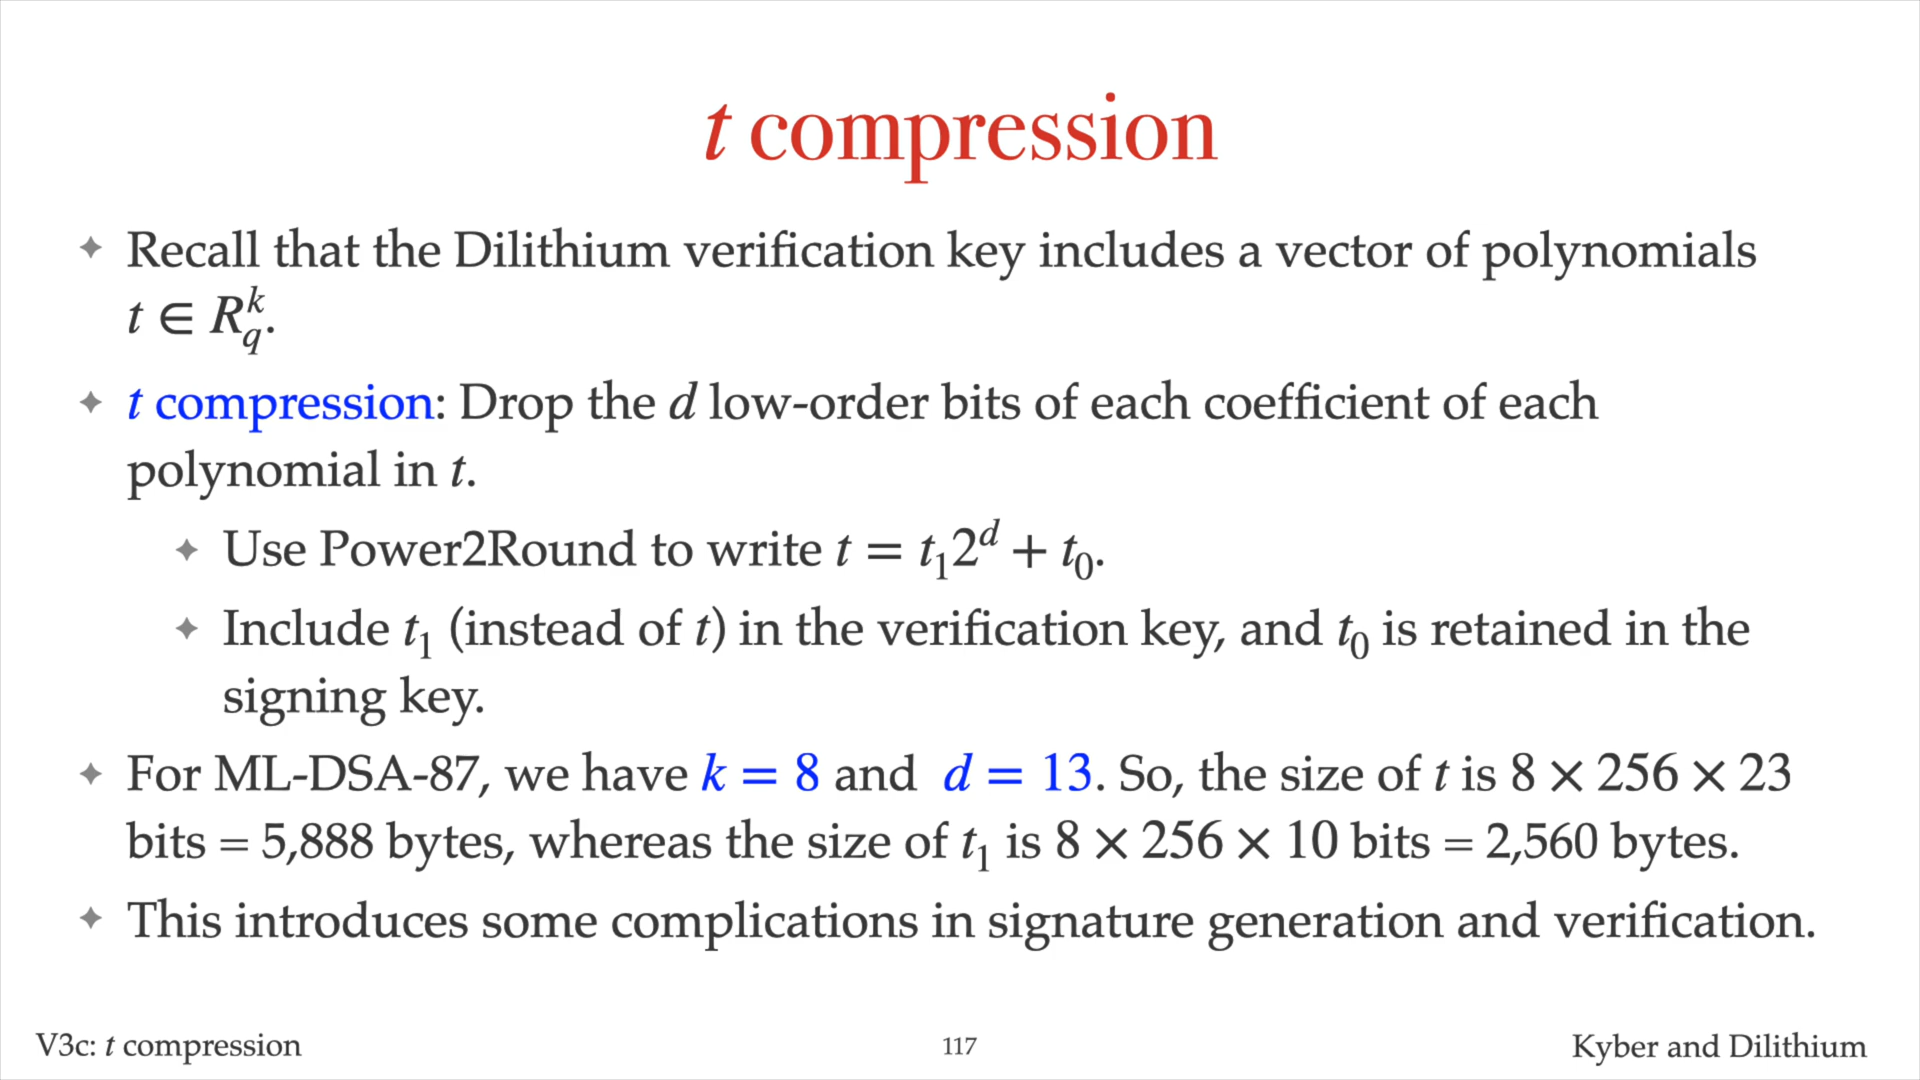 t compression
✦ Recall that the Dilithium verification key includes a vector of polynomials
t ∈ R_q^k.
✦ t compression: Drop the d low-order bits of each coefficient of each
polynomial in t.
✦ Use Power2Round to write t = t₁2^d + t₀.
✦ Include t₁ (instead of t) in the verification key, and t₀ is retained in the
signing key.
✦ For ML-DSA-87, we have k = 8 and d = 13. So, the size of t is 8 × 256 × 23
bits = 5,888 bytes, whereas the size of t₁ is 8 × 256 × 10 bits = 2,560 bytes.
✦ This introduces some complications in signature generation and verification.
V3c: t compression
117
Kyber and Dilithium